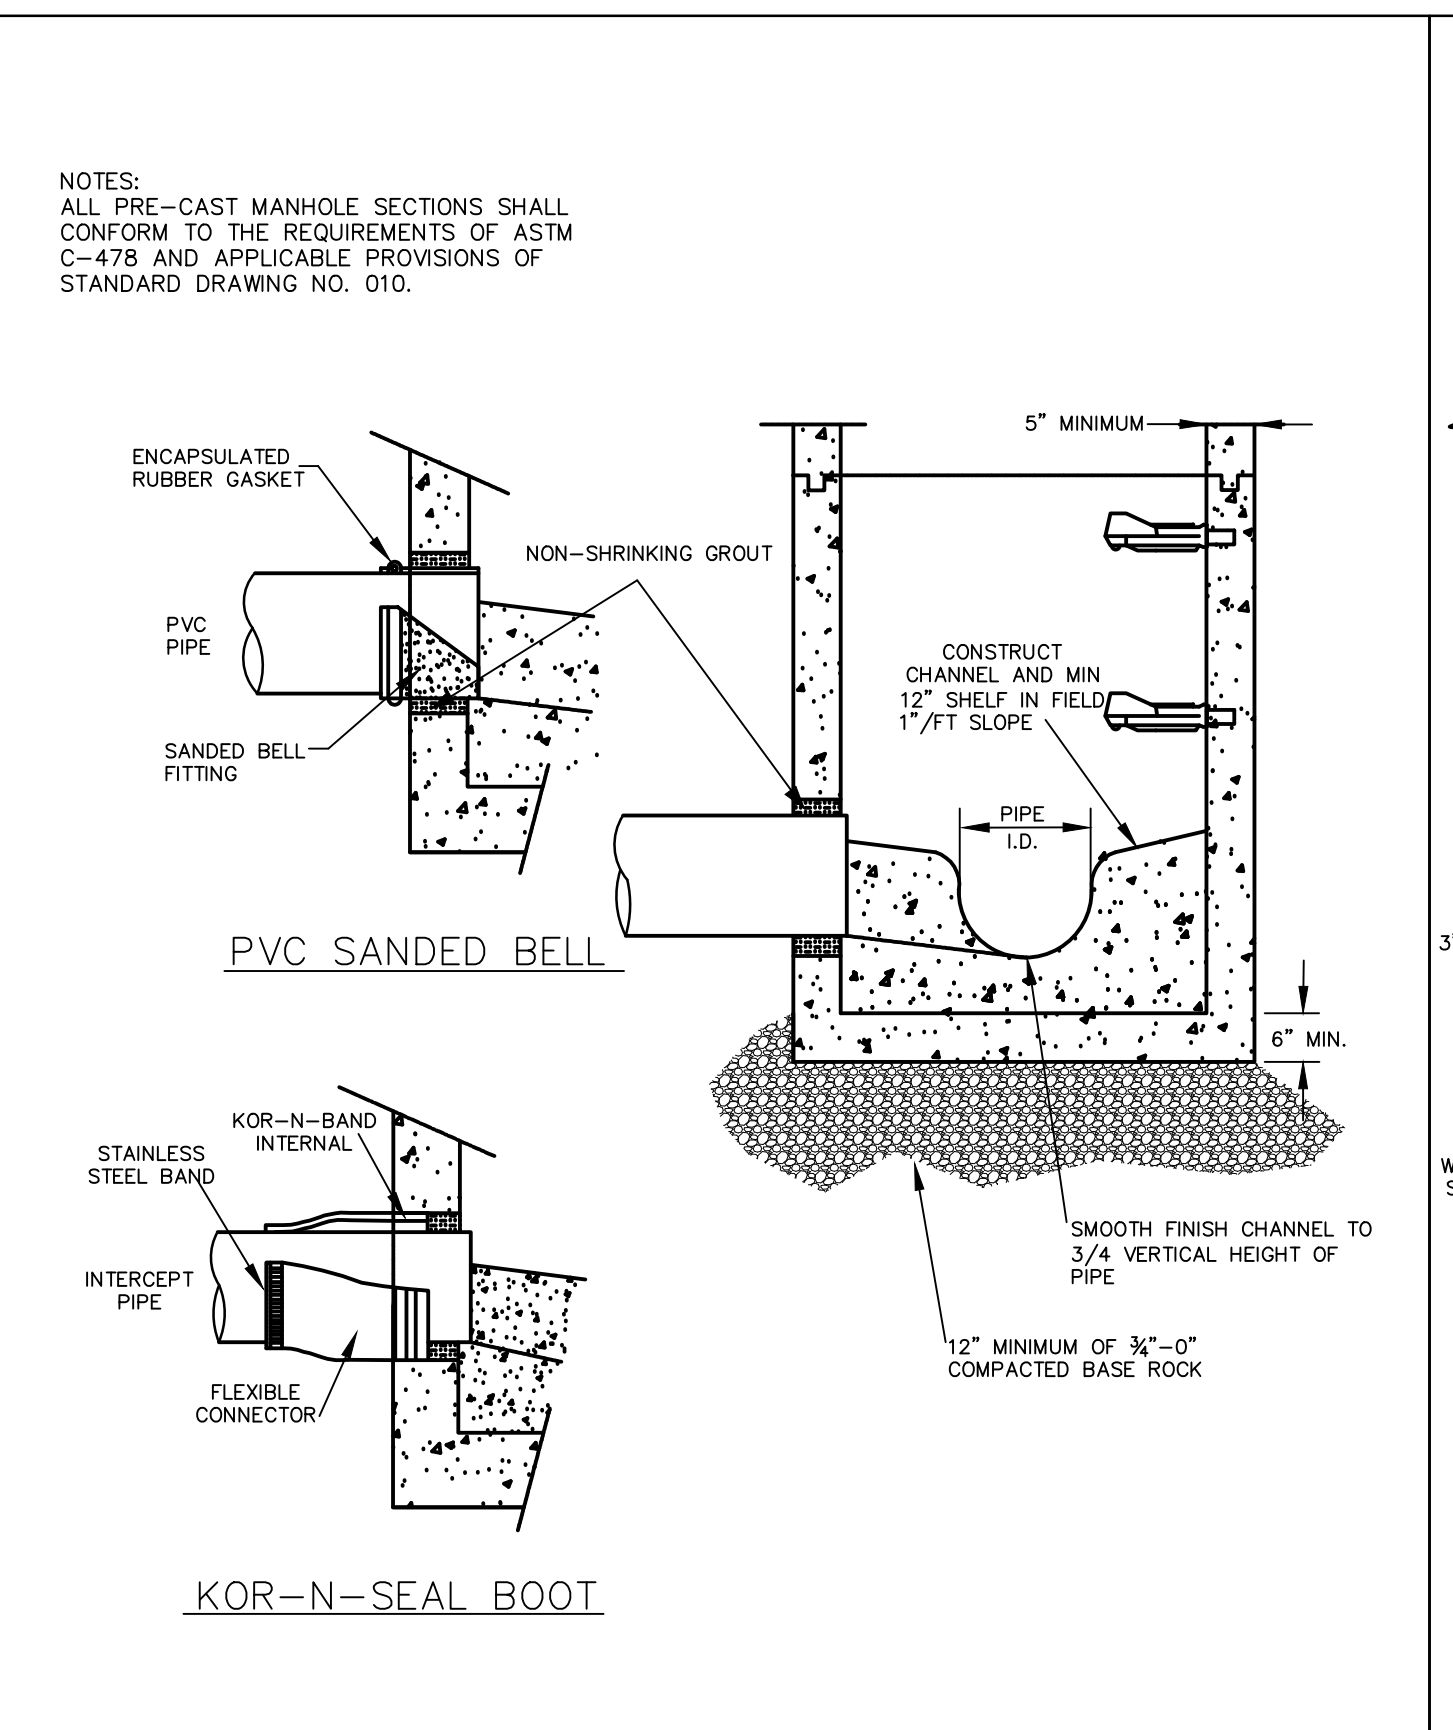 NOTES:
ALL PRE-CAST MANHOLE SECTIONS SHALL
CONFORM TO THE REQUIREMENTS OF ASTM
C-478 AND APPLICABLE PROVISIONS OF
STANDARD DRAWING NO. 010.
5" MINIMUM
ENCAPSULATED
RUBBER GASKET
NON-SHRINKING GROUT
PVC
PIPE
CONSTRUCT
CHANNEL AND MIN
12" SHELF IN FIELD
1"/FT SLOPE
SANDED BELL
FITTING
PIPE
I.D.
PVC SANDED BELL
3"
6" MIN.
KOR-N-BAND
INTERNAL
STAINLESS
STEEL BAND
SMOOTH FINISH CHANNEL TO
3/4 VERTICAL HEIGHT OF
PIPE
INTERCEPT
PIPE
12" MINIMUM OF ¾"-0"
COMPACTED BASE ROCK
FLEXIBLE
CONNECTOR
KOR-N-SEAL BOOT